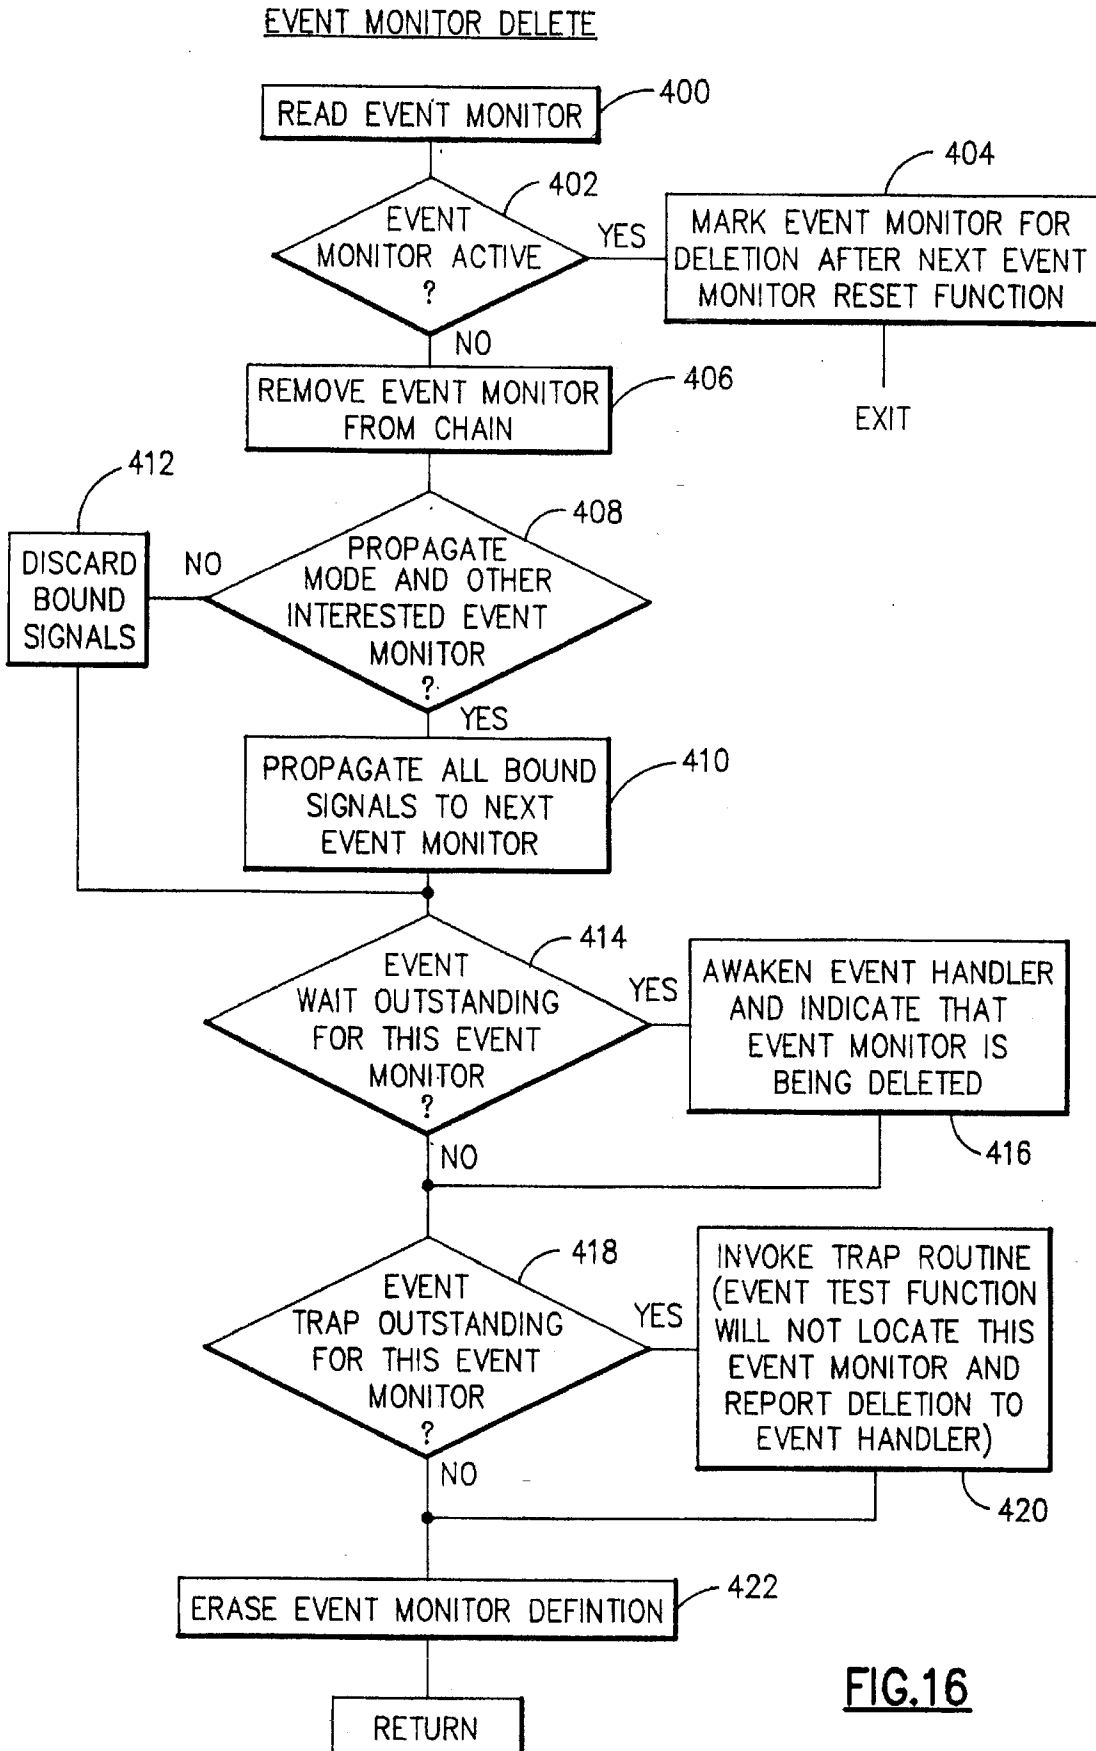 EVENT MONITOR DELETE
READ EVENT MONITOR
400
402
EVENT
MONITOR ACTIVE
?
YES
404
MARK EVENT MONITOR FOR
DELETION AFTER NEXT EVENT
MONITOR RESET FUNCTION
EXIT
NO
REMOVE EVENT MONITOR
FROM CHAIN
406
408
PROPAGATE
MODE AND OTHER
INTERESTED EVENT
MONITOR
?
NO
412
DISCARD
BOUND
SIGNALS
YES
PROPAGATE ALL BOUND
SIGNALS TO NEXT
EVENT MONITOR
410
414
EVENT
WAIT OUTSTANDING
FOR THIS EVENT
MONITOR
?
YES
AWAKEN EVENT HANDLER
AND INDICATE THAT
EVENT MONITOR IS
BEING DELETED
416
NO
418
EVENT
TRAP OUTSTANDING
FOR THIS EVENT
MONITOR
?
YES
INVOKE TRAP ROUTINE
(EVENT TEST FUNCTION
WILL NOT LOCATE THIS
EVENT MONITOR AND
REPORT DELETION TO
EVENT HANDLER)
420
NO
ERASE EVENT MONITOR DEFINTION
422
RETURN
FIG.16